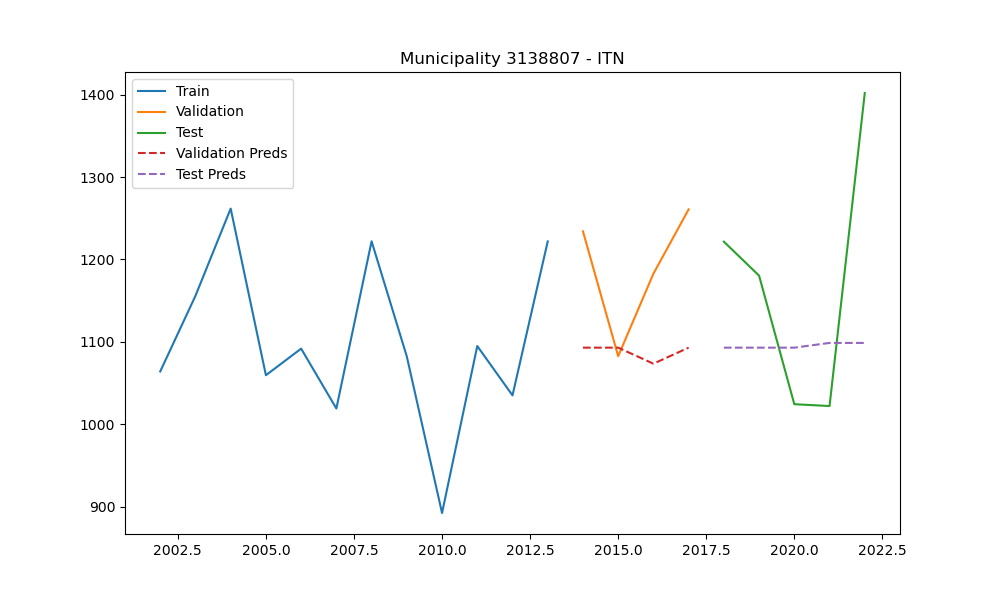 Municipality 3138807 - ITN
Train
Validation
Test
Validation Preds
Test Preds
1400
1300
1200
1100
1000
900
2002.5 2005.0 2007.5 2010.0 2012.5 2015.0 2017.5 2020.0 2022.5